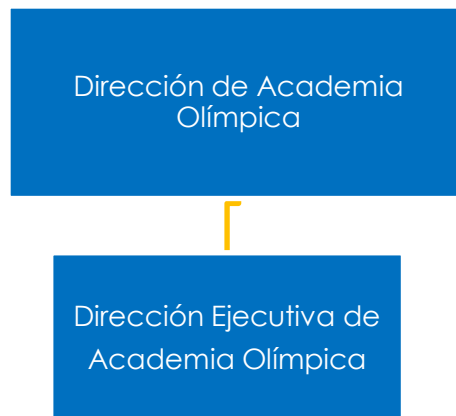 Dirección de Academia
Olímpica
Dirección Ejecutiva de
Academia Olímpica